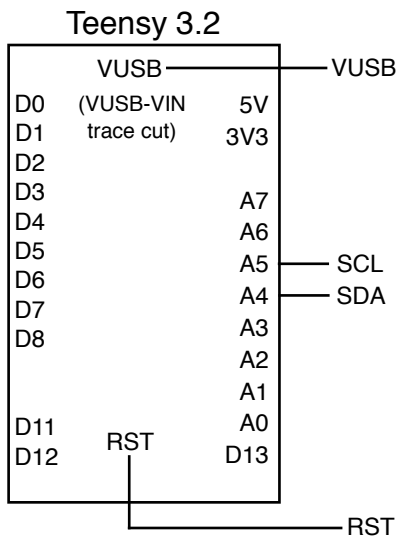 Teensy 3.2
VUSB VUSB
D0 (VUSB-VIN 5V
D1 trace cut) 3V3
D2
D3 A7
D4 A6
D5 A5 SCL
D6 A4 SDA
D7 A3
D8 A2
A1
D11 RST A0
D12 D13
RST